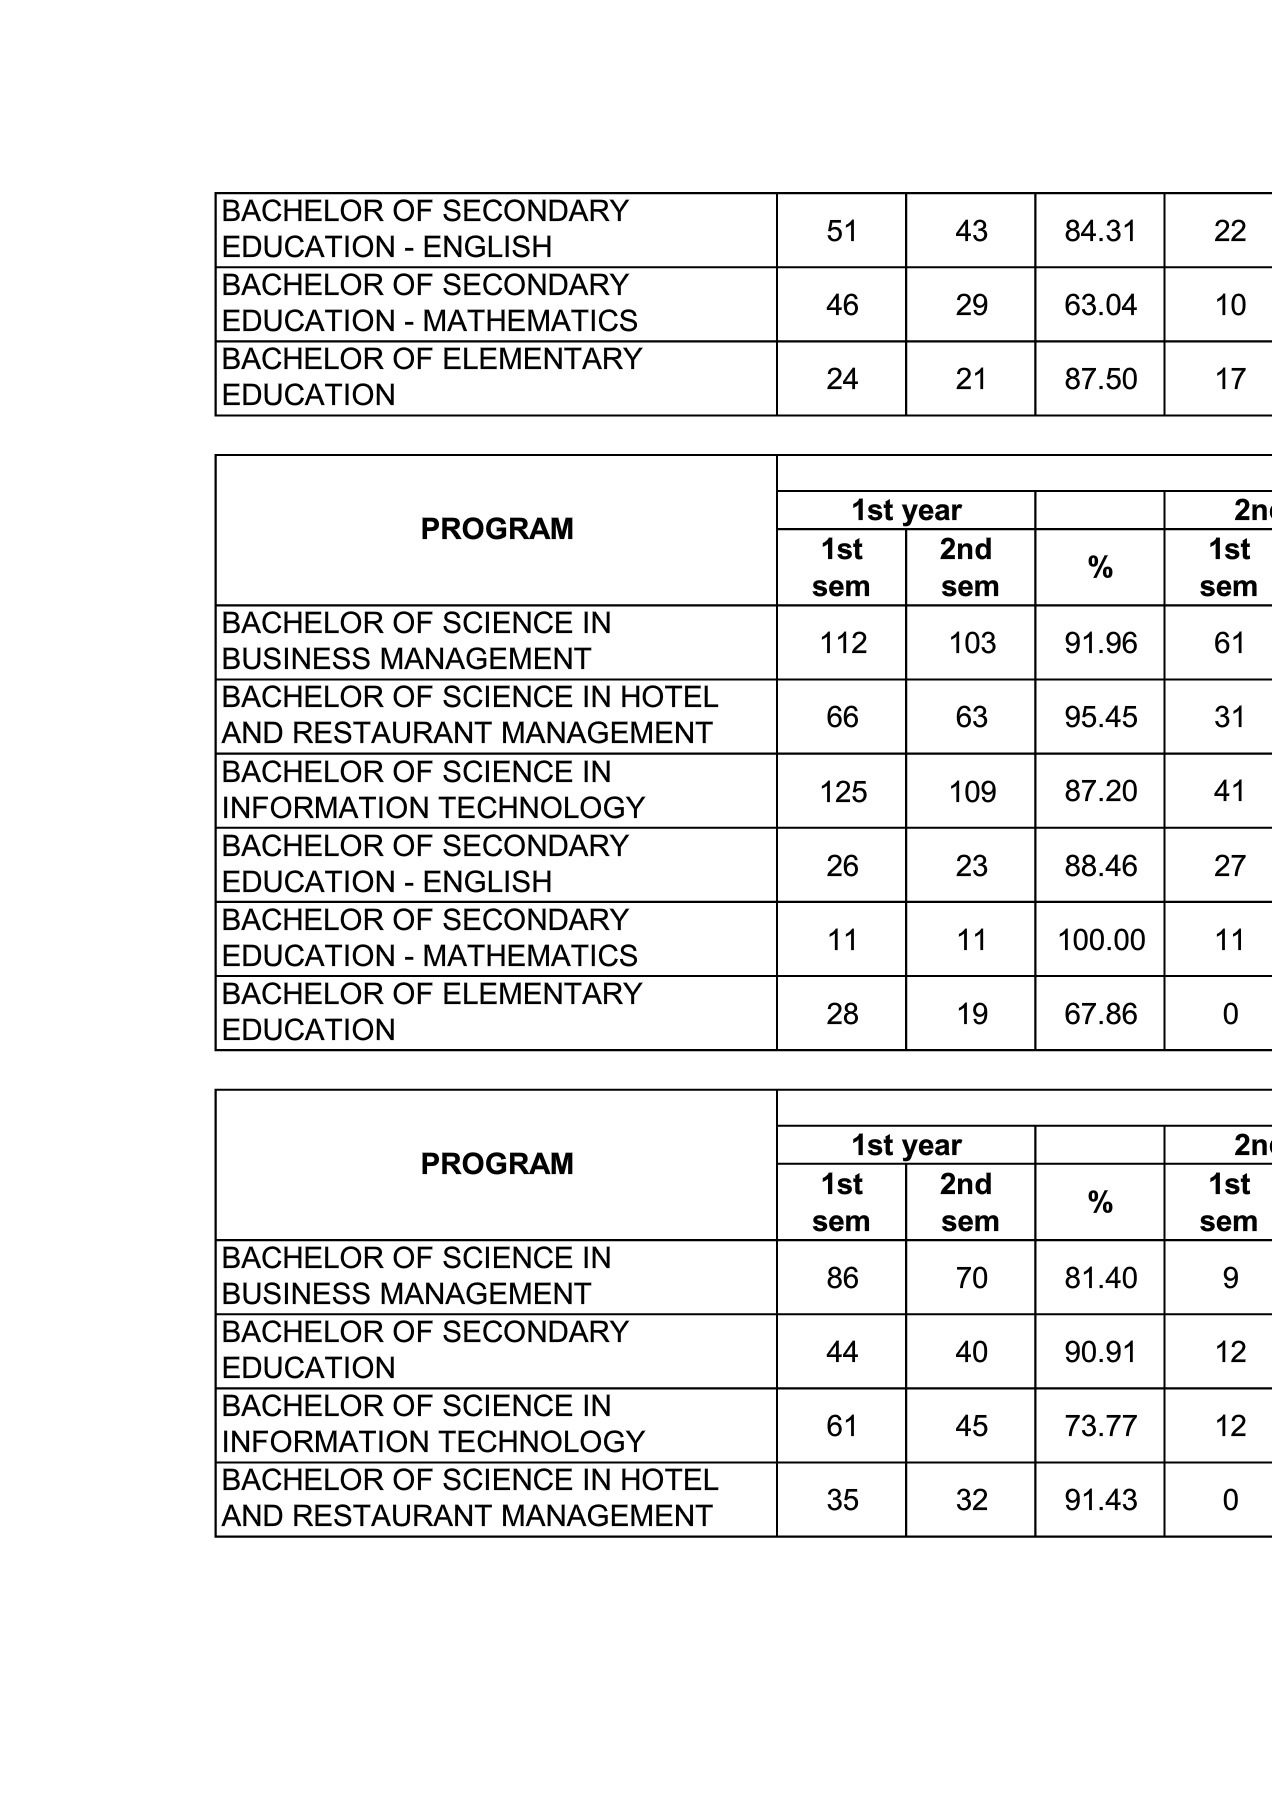 BACHELOR OF SECONDARY
EDUCATION - ENGLISH
51 43 84.31 22
BACHELOR OF SECONDARY
EDUCATION - MATHEMATICS
46 29 63.04 10
BACHELOR OF ELEMENTARY
EDUCATION
24 21 87.50 17
PROGRAM
1st year 2n
1st sem 2nd sem % 1st sem
BACHELOR OF SCIENCE IN
BUSINESS MANAGEMENT
112 103 91.96 61
BACHELOR OF SCIENCE IN HOTEL
AND RESTAURANT MANAGEMENT
66 63 95.45 31
BACHELOR OF SCIENCE IN
INFORMATION TECHNOLOGY
125 109 87.20 41
BACHELOR OF SECONDARY
EDUCATION - ENGLISH
26 23 88.46 27
BACHELOR OF SECONDARY
EDUCATION - MATHEMATICS
11 11 100.00 11
BACHELOR OF ELEMENTARY
EDUCATION
28 19 67.86 0
PROGRAM
1st year 2n
1st sem 2nd sem % 1st sem
BACHELOR OF SCIENCE IN
BUSINESS MANAGEMENT
86 70 81.40 9
BACHELOR OF SECONDARY
EDUCATION
44 40 90.91 12
BACHELOR OF SCIENCE IN
INFORMATION TECHNOLOGY
61 45 73.77 12
BACHELOR OF SCIENCE IN HOTEL
AND RESTAURANT MANAGEMENT
35 32 91.43 0